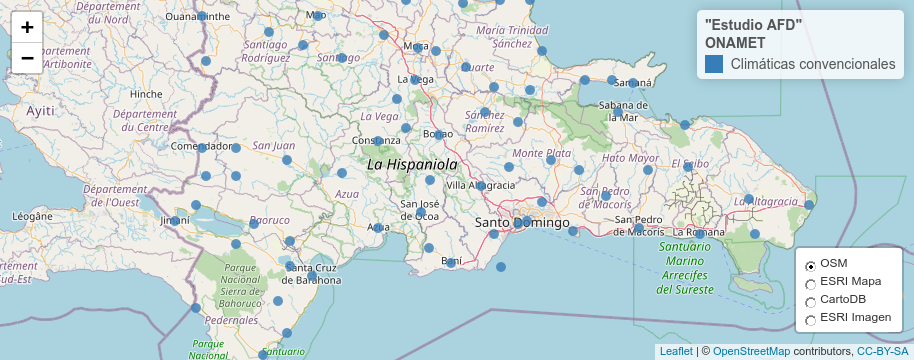 +
−
"Estudio AFD"
ONAMET
Climáticas convencionales
Département
du Nord
Ouanaminthe
Mao
Santiago
Rodríguez
Santiago
Moca
María Trinidad
Sánchez
Duarte
La Vega
Samaná
Sabana de
la Mar
Département
de
l'Artibonite
Hinche
Ayiti
Département
du Centre
La Vega
Sánchez
Ramírez
Bonao
Constanza
Comendador
San Juan
La Hispaniola
Monte Plata
Hato Mayor
El Seibo
Azua
Villa Altagracia
San Pedro
de Macorís
La Altagracia
Département
de l'Ouest
Léogâne
Jimaní
Baoruco
San José
de Ocoa
Azua
Santo Domingo
San Pedro
de Macorís
La Romana
Baní
Santuario
Marino
Arrecifes
del Sureste
Parque
Nacional
Sierra de
Bahoruco
Santa Cruz
de Barahona
Pedernales
Parque
Nacional
Santuario
OSM
ESRI Mapa
CartoDB
ESRI Imagen
Leaflet | © OpenStreetMap contributors, CC-BY-SA